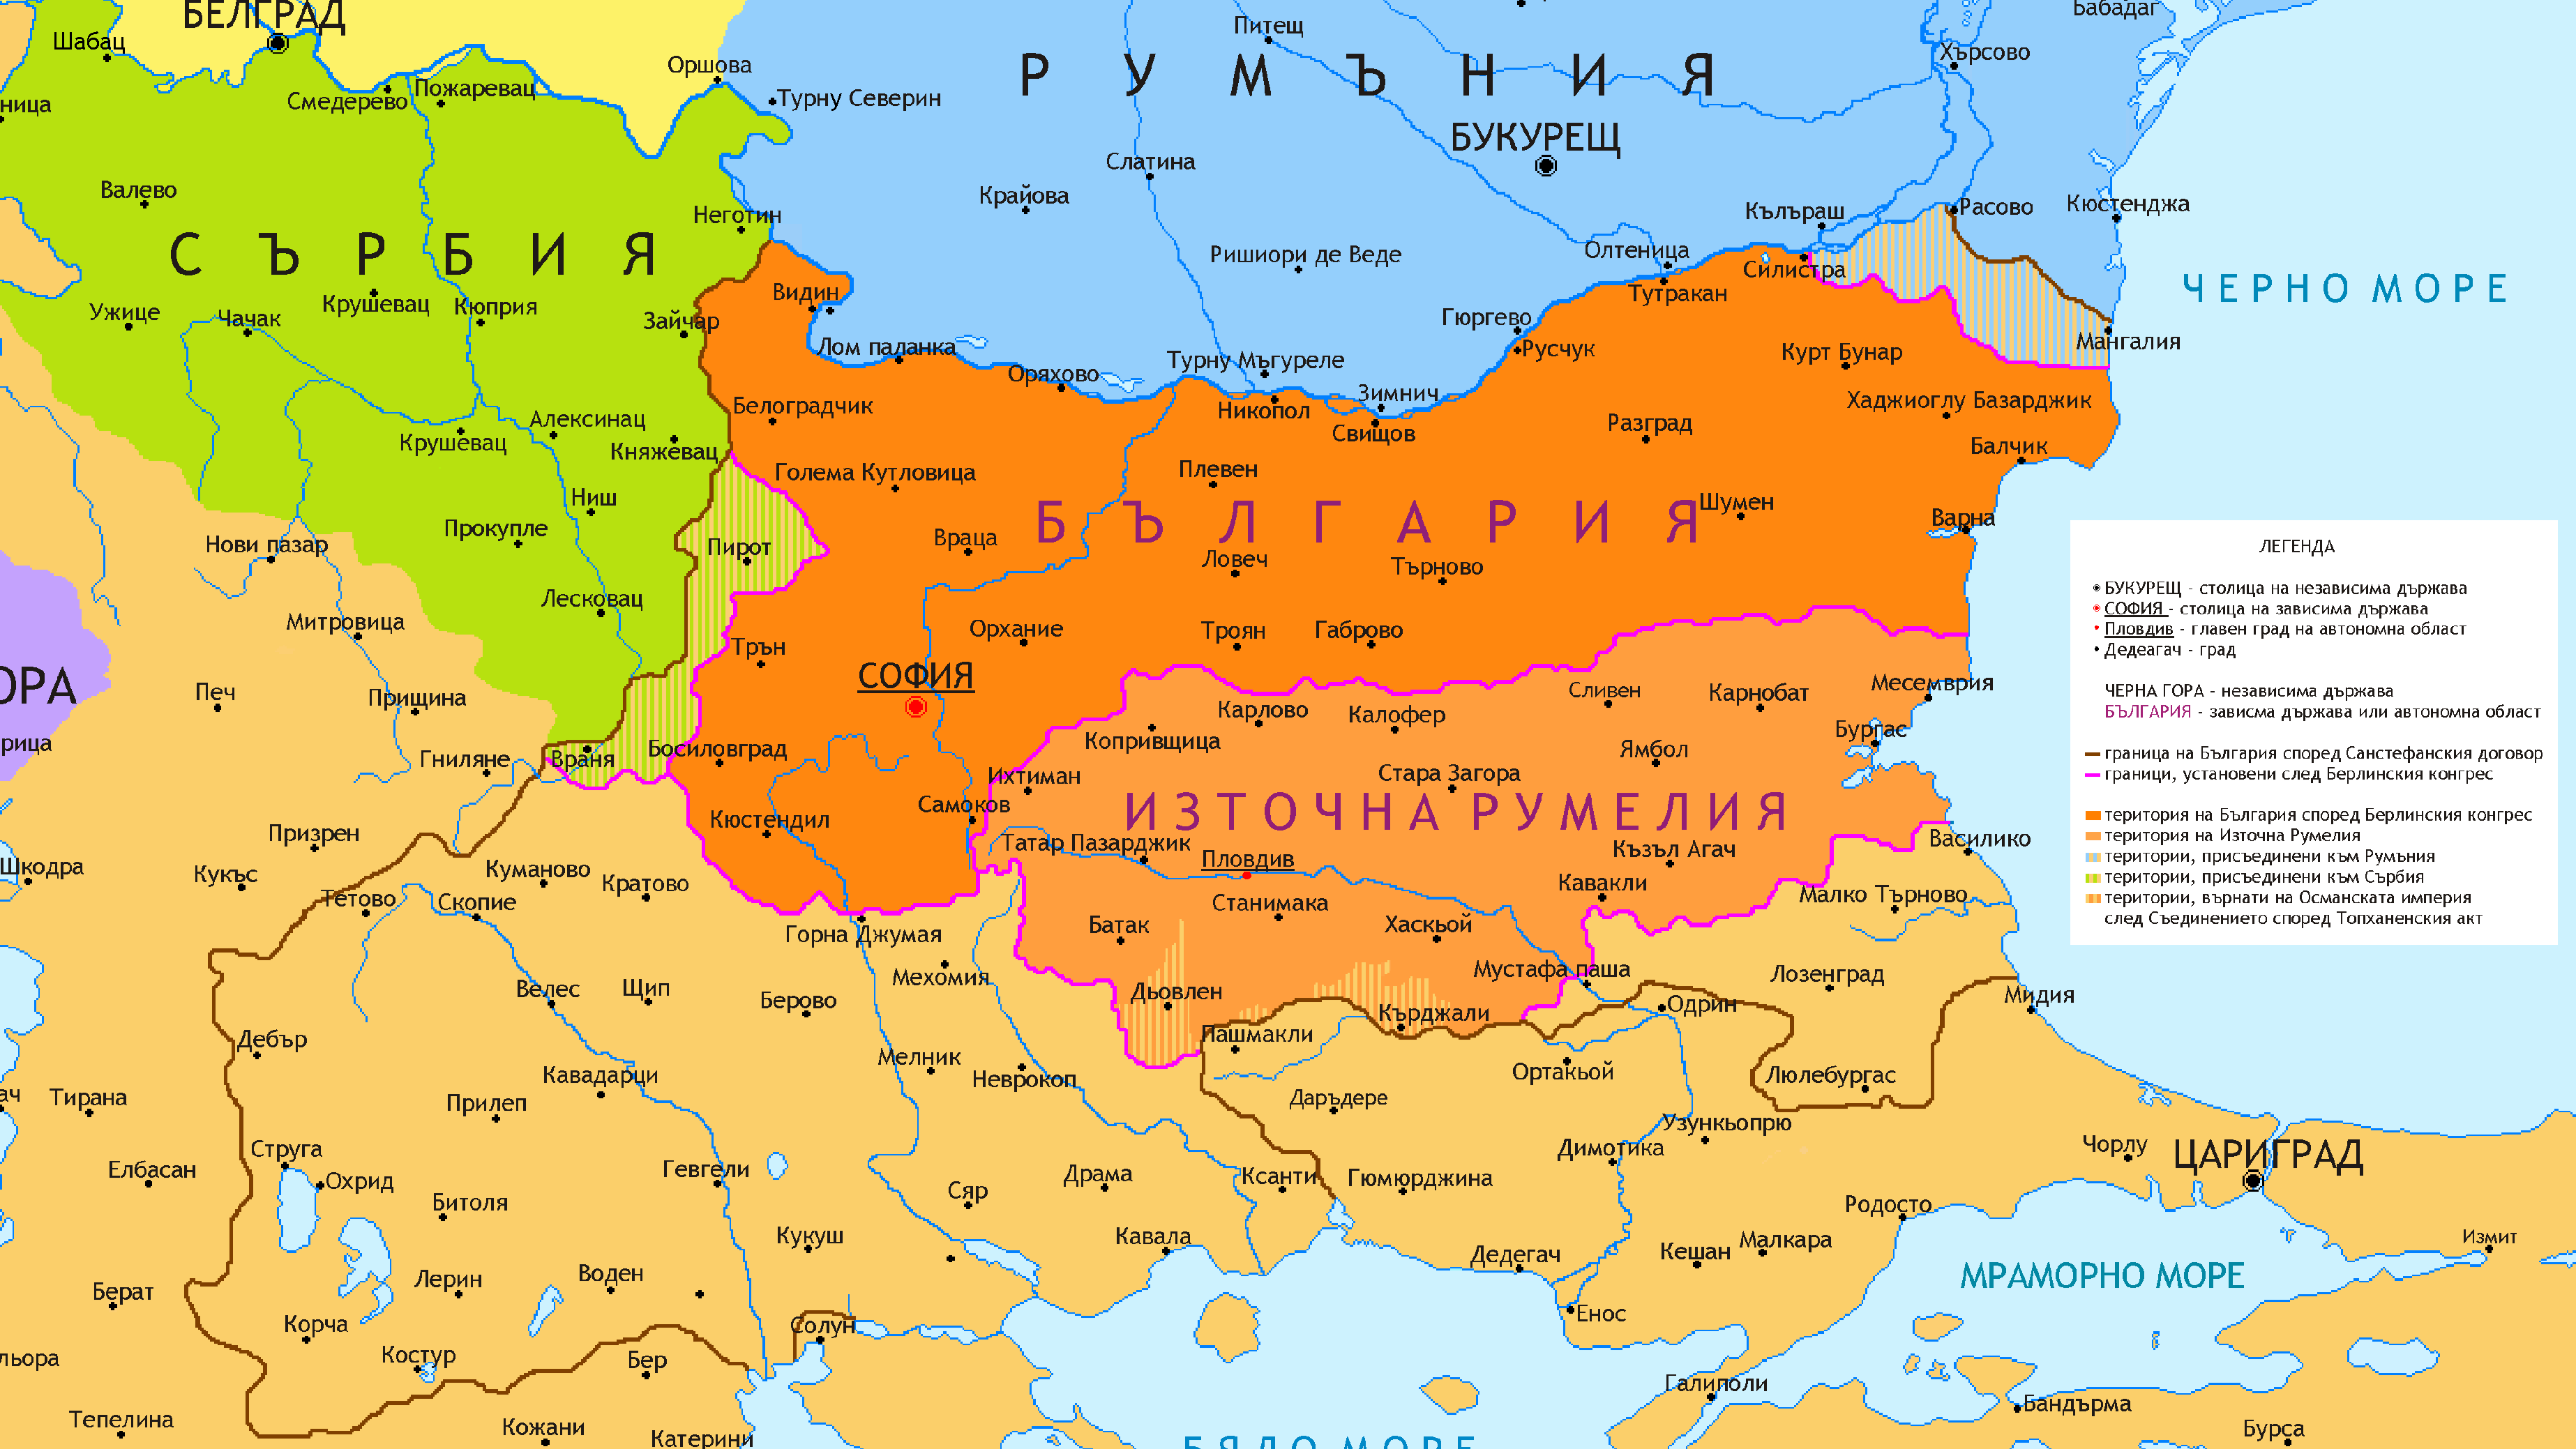 БЕЛГРАД
Шабац
Питещ
Бабадаг
Оршова
РУМЪНИЯ
Хърсово
ница
Смедерево
Пожаревац
Турну Северин
БУКУРЕЩ
Слатина
Валево
Крайова
Неготин
Кълъраш
Расово
Кюстенджа
СЪРБИЯ
Ришиори де Веде
Олтеница
Силистра
ЧЕРНО МОРЕ
Видин
Тутракан
Ужице
Чачак
Крушевац
Кюприя
Зайчар
Гюргево
Русчук
Курт Бунар
Мангалия
Лом паланка
Оряхово
Турну Мъгуреле
Зимнич
Белоградчик
Никопол
Свищов
Хаджиоглу Базарджик
Алексинац
Крушевац
Княжевац
Разград
Балчик
Голема Кутловица
Плевен
Ниш
БЪЛГАРИЯ
Шумен
Варна
Прокупле
Нови пазар
Пирот
Враца
Ловеч
Търново
Лесковац
Митровица
Орхание
Троян
Габрово
Трън
СОФИЯ
ОРА
Печ
Прищина
Сливен
Карнобат
Месемврия
Карлово
Калофер
Бургас
рица
Гниляне
Враня
Босиловград
Копривщица
Ямбол
Ихтиман
Стара Загора
Самоков
ИЗТОЧНА РУМЕЛИЯ
Кюстендил
Призрен
Татар Пазарджик
Пловдив
Къзъл Агач
Василико
Шкодра
Кукъс
Куманово
Кратово
Кавакли
Малко Търново
Тетово
Скопие
Станимака
Батак
Хаскьой
Горна Джумая
Мехомия
Мустафа паша
Лозенград
Велес
Щип
Берово
Дьовлен
Кърджали
Одрин
Мидия
Дебър
Пашмакли
Мелник
Неврокоп
Ортакьой
Люлебургас
Кавадарци
ач
Тирана
Прилеп
Даръдере
Узункьопрю
Струга
Димотика
Чорлу
ЦАРИГРАД
Елбасан
Охрид
Гевгели
Драма
Ксанти
Гюмюрджина
Битоля
Сяр
Родосто
Кукуш
Кавала
Дедегач
Кешан
Малкара
Измит
Берат
Лерин
Воден
МРАМОРНО МОРЕ
Енос
Корча
Солун
льора
Костур
Бер
Галиполи
Бандърма
Тепелина
Кожани
Катерини
Бурса
БЯЛО МОРЕ
ЛЕГЕНДА
БУКУРЕЩ - столица на независима държава
СОФИЯ - столица на зависима държава
Пловдив - главен град на автономна област
Дедеагач - град
ЧЕРНА ГОРА - независима държава
БЪЛГАРИЯ - зависма държава или автономна област
граница на България според Санстефанския договор
граници, установени след Берлинския конгрес
територия на България според Берлинския конгрес
територия на Източна Румелия
територии, присъединени към Румъния
територии, присъединени към Сърбия
територии, върнати на Османската империя
след Съединението според Топханенския акт